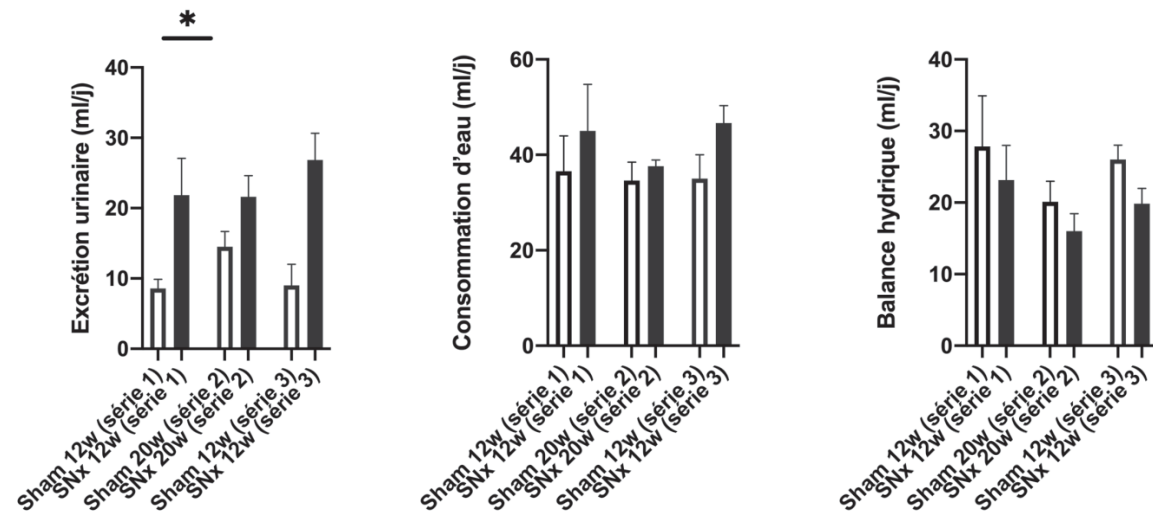 *
Excrétion urinaire (ml/j)
40
30
20
10
0
Sham 12w (série 1)
SNx 12w (série 1)
Sham 20w (série 2)
SNx 20w (série 2)
Sham 12w (série 3)
SNx 12w (série 3)
Consommation d'eau (ml/j)
60
40
20
0
Sham 12w (série 1)
SNx 12w (série 1)
Sham 20w (série 2)
SNx 20w (série 2)
Sham 12w (série 3)
SNx 12w (série 3)
Balance hydrique (ml/j)
40
30
20
10
0
Sham 12w (série 1)
SNx 12w (série 1)
Sham 20w (série 2)
SNx 20w (série 2)
Sham 12w (série 3)
SNx 12w (série 3)